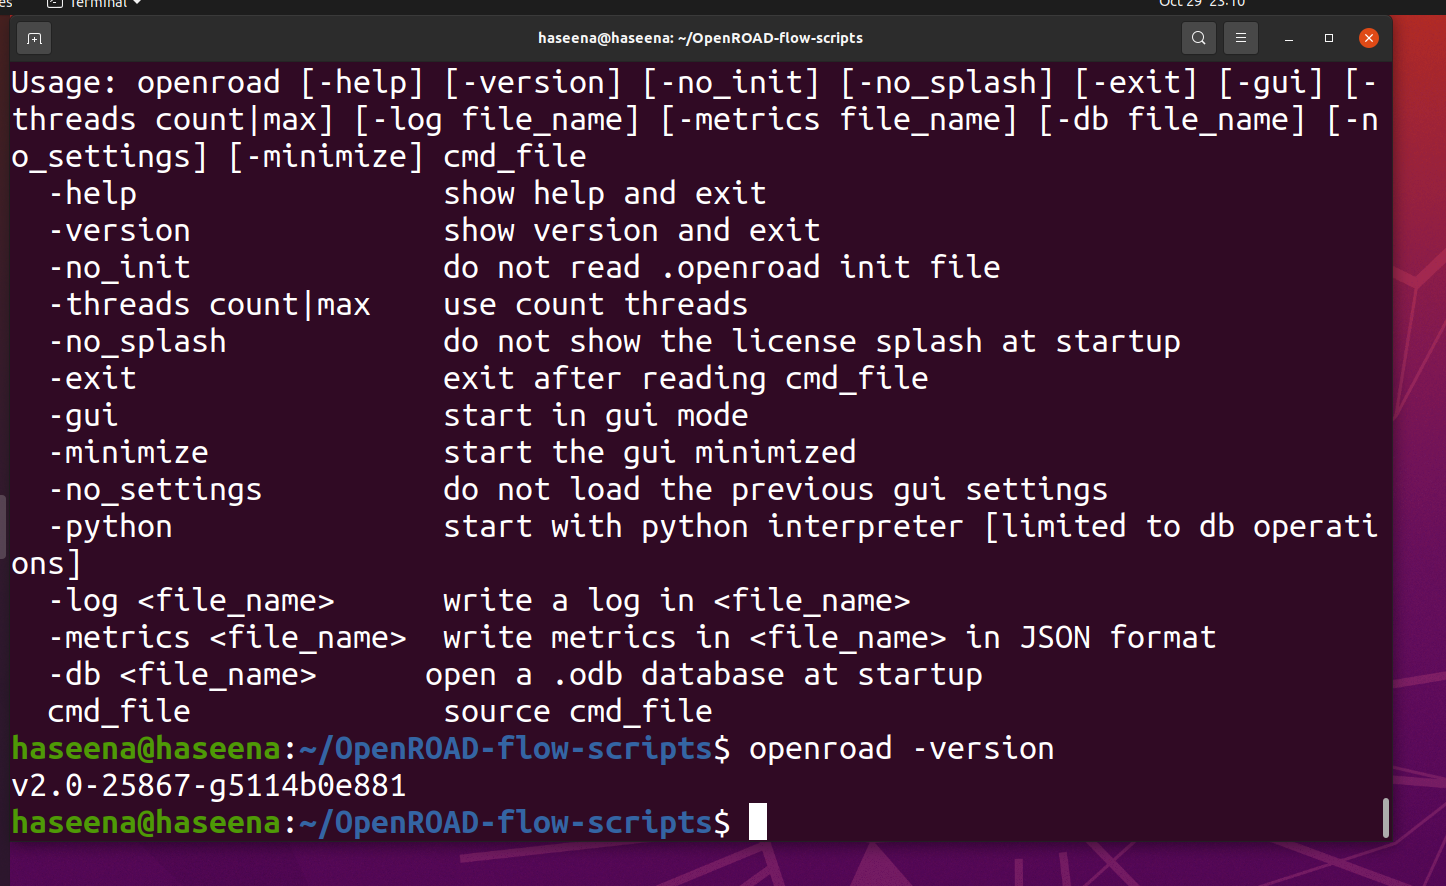 es Terminal Oct 29 23:10
haseena@haseena: ~/OpenROAD-flow-scripts
Usage: openroad [-help] [-version] [-no_init] [-no_splash] [-exit] [-gui] [-
threads count|max] [-log file_name] [-metrics file_name] [-db file_name] [-n
o_settings] [-minimize] cmd_file
  -help                 show help and exit
  -version              show version and exit
  -no_init              do not read .openroad init file
  -threads count|max    use count threads
  -no_splash            do not show the license splash at startup
  -exit                 exit after reading cmd_file
  -gui                  start in gui mode
  -minimize             start the gui minimized
  -no_settings          do not load the previous gui settings
  -python               start with python interpreter [limited to db operati
ons]
  -log <file_name>      write a log in <file_name>
  -metrics <file_name>  write metrics in <file_name> in JSON format
  -db <file_name>      open a .odb database at startup
  cmd_file              source cmd_file
haseena@haseena:~/OpenROAD-flow-scripts$ openroad -version
v2.0-25867-g5114b0e881
haseena@haseena:~/OpenROAD-flow-scripts$